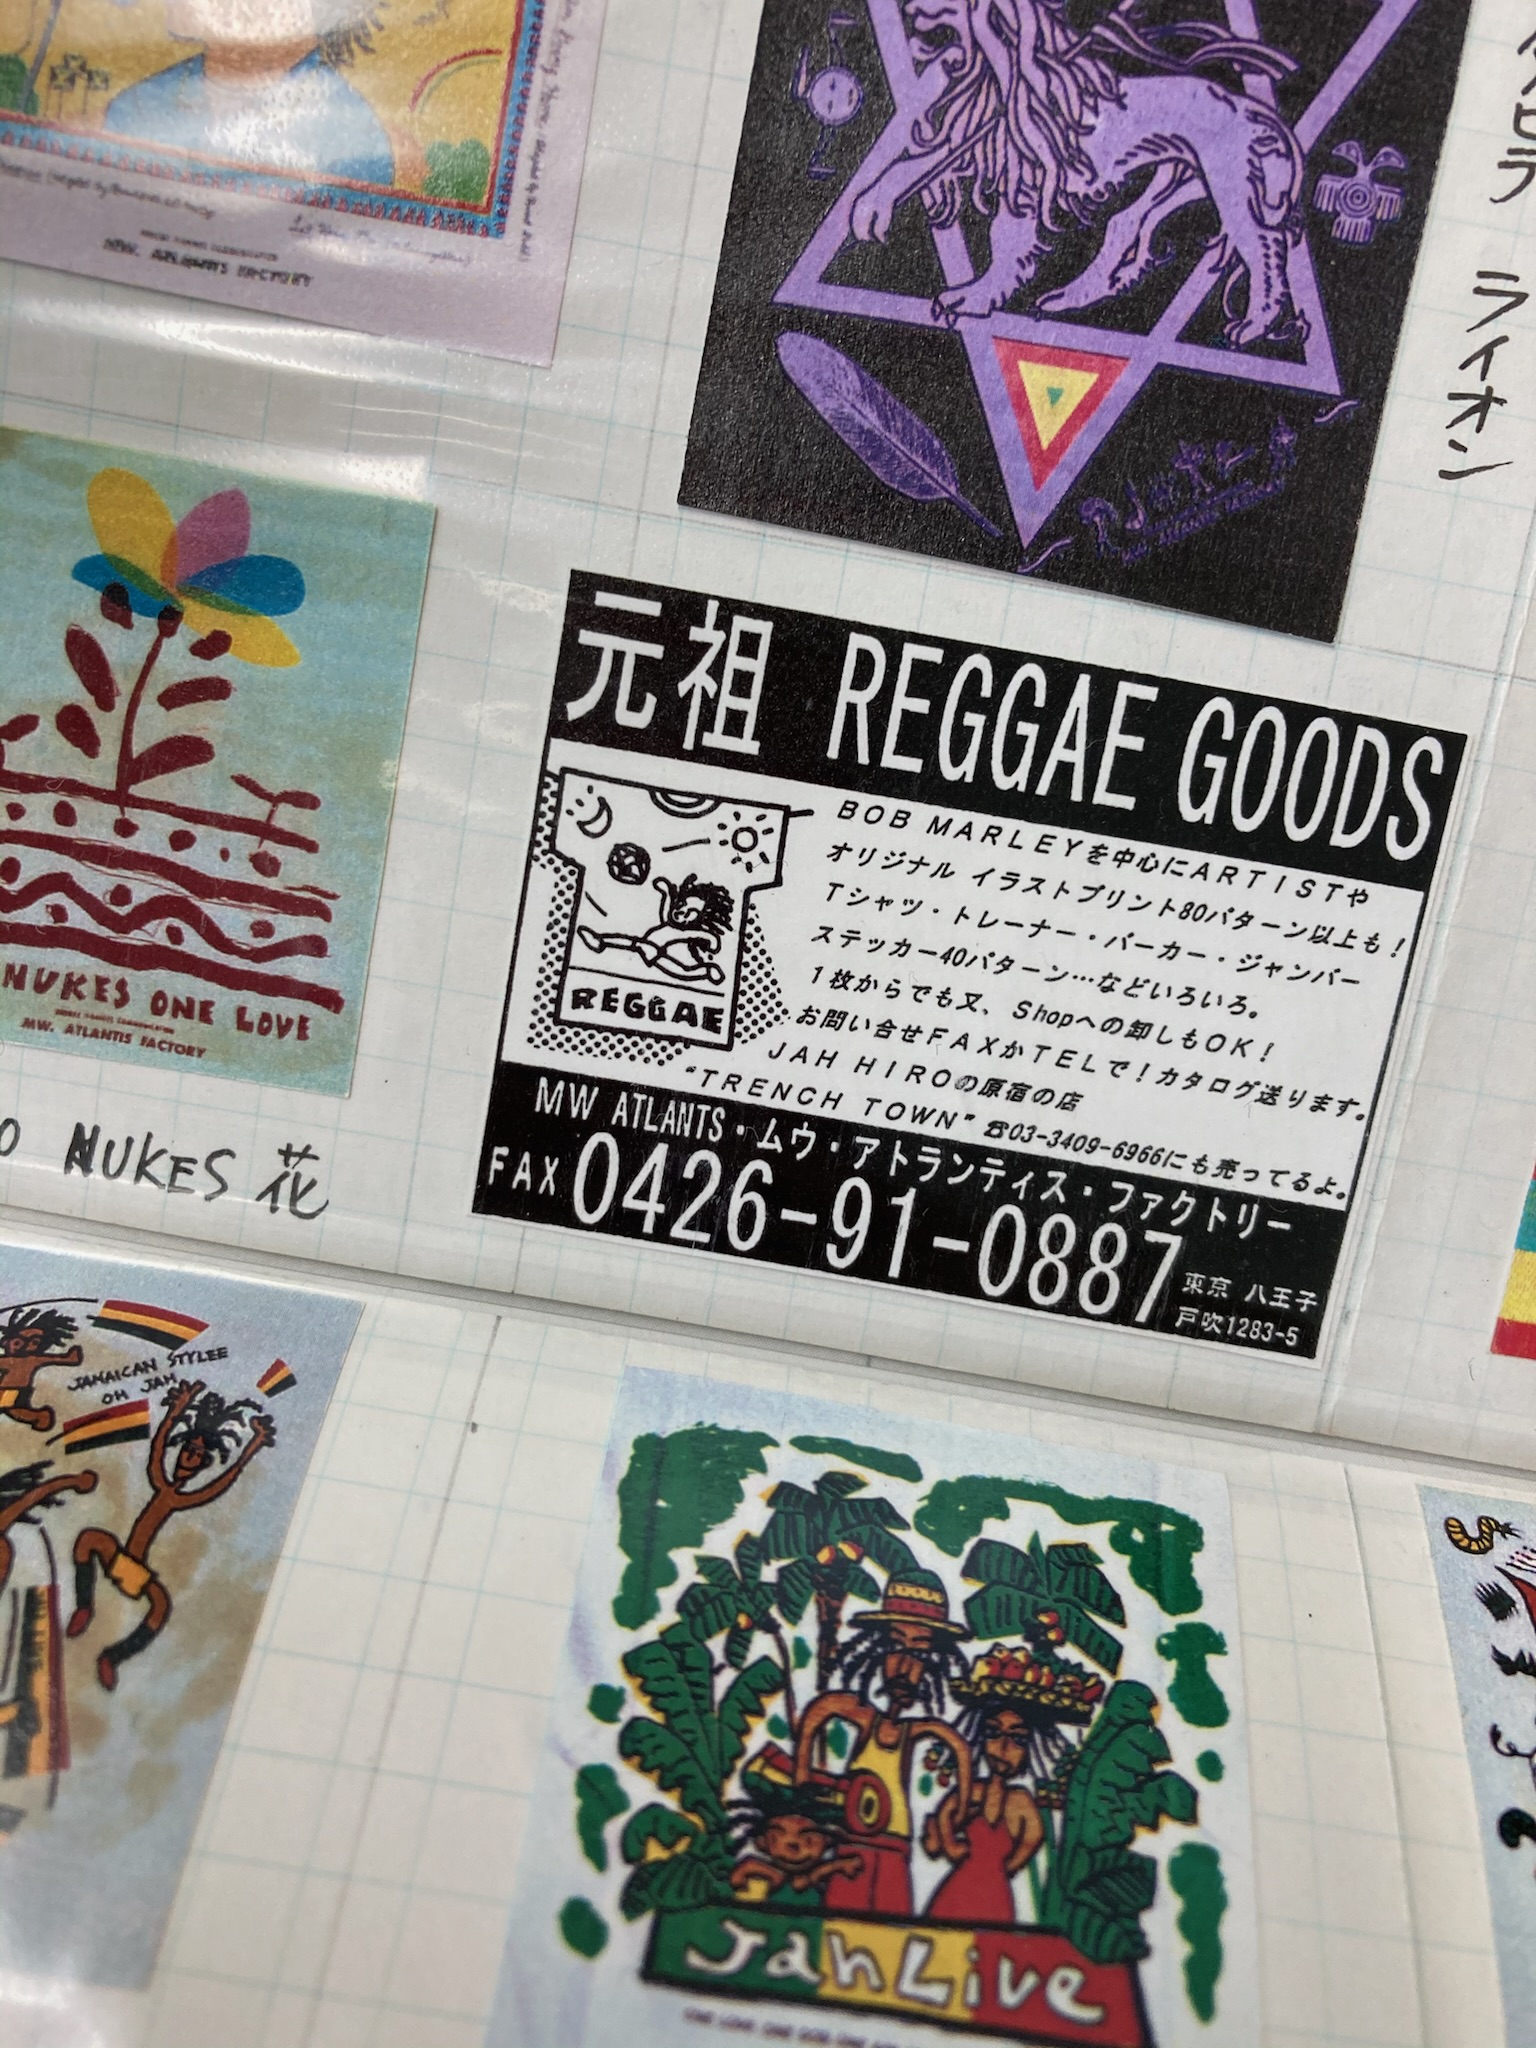 MW. ATLANTIS FACTORY
ラ イオン
NUKES ONE LOVE
MW. ATLANTIS FACTORY
NUKES 花
元祖 REGGAE GOODS
BOB MARLEYを中心にARTISTや
オリジナル イラストプリント80パターン以上も!
Tシャツ・トレーナー・パーカー・ジャンパー
ステッカー40パターン…などいろいろ。
1枚からでも又、Shopへの卸しもOK!
お問い合せFAXかTELで!カタログ送ります。
JAH HIROの原宿の店
"TRENCH TOWN" ☎03-3409-6966にも売ってるよ。
REGGAE
MW ATLANTS・ムウ・アトランティス・ファクトリー
FAX 0426-91-0887
東京 八王子
戸吹1283-5
JAMAICAN STYLEE
OH JAH
Jah Live